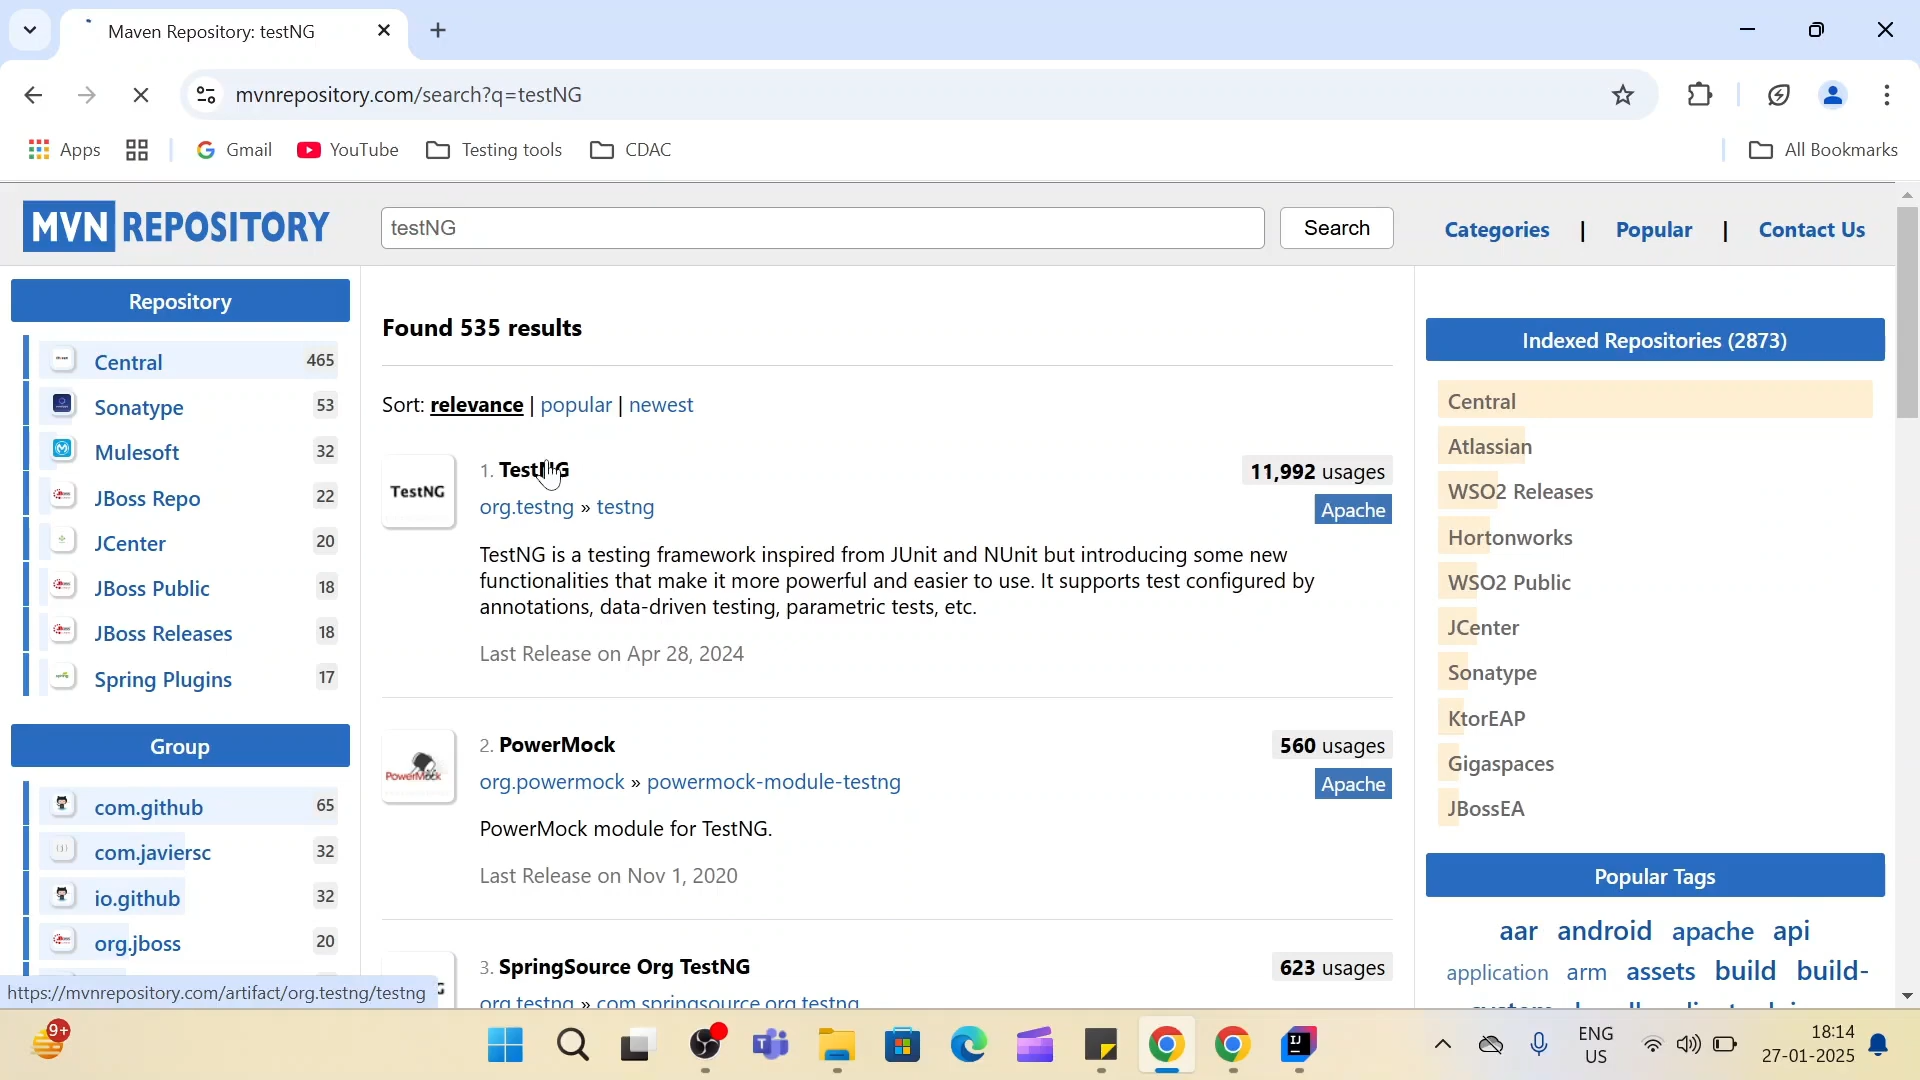 Maven Repository: testNG
mvnrepository.com/search?q=testNG
Apps
Gmail
YouTube
Testing tools
CDAC
All Bookmarks
MVN REPOSITORY
testNG
Search
Categories | Popular | Contact Us
Repository
Central 465
Sonatype 53
Mulesoft 32
JBoss Repo 22
JCenter 20
JBoss Public 18
JBoss Releases 18
Spring Plugins 17
Group
com.github 65
com.javiersc 32
io.github 32
org.jboss 20
https://mvnrepository.com/artifact/org.testng/testng
Found 535 results
Sort: relevance | popular | newest
TestNG
1. TestNG
11,992 usages
org.testng » testng
Apache
TestNG is a testing framework inspired from JUnit and NUnit but introducing some new
functionalities that make it more powerful and easier to use. It supports test configured by
annotations, data-driven testing, parametric tests, etc.
Last Release on Apr 28, 2024
PowerMock
2. PowerMock
560 usages
org.powermock » powermock-module-testng
Apache
PowerMock module for TestNG.
Last Release on Nov 1, 2020
3. SpringSource Org TestNG
623 usages
org.testng » com.springsource.org.testng
Indexed Repositories (2873)
Central
Atlassian
WSO2 Releases
Hortonworks
WSO2 Public
JCenter
Sonatype
KtorEAP
Gigaspaces
JBossEA
Popular Tags
aar android apache api
application arm assets build build-
9+
ENG
US
18:14
27-01-2025